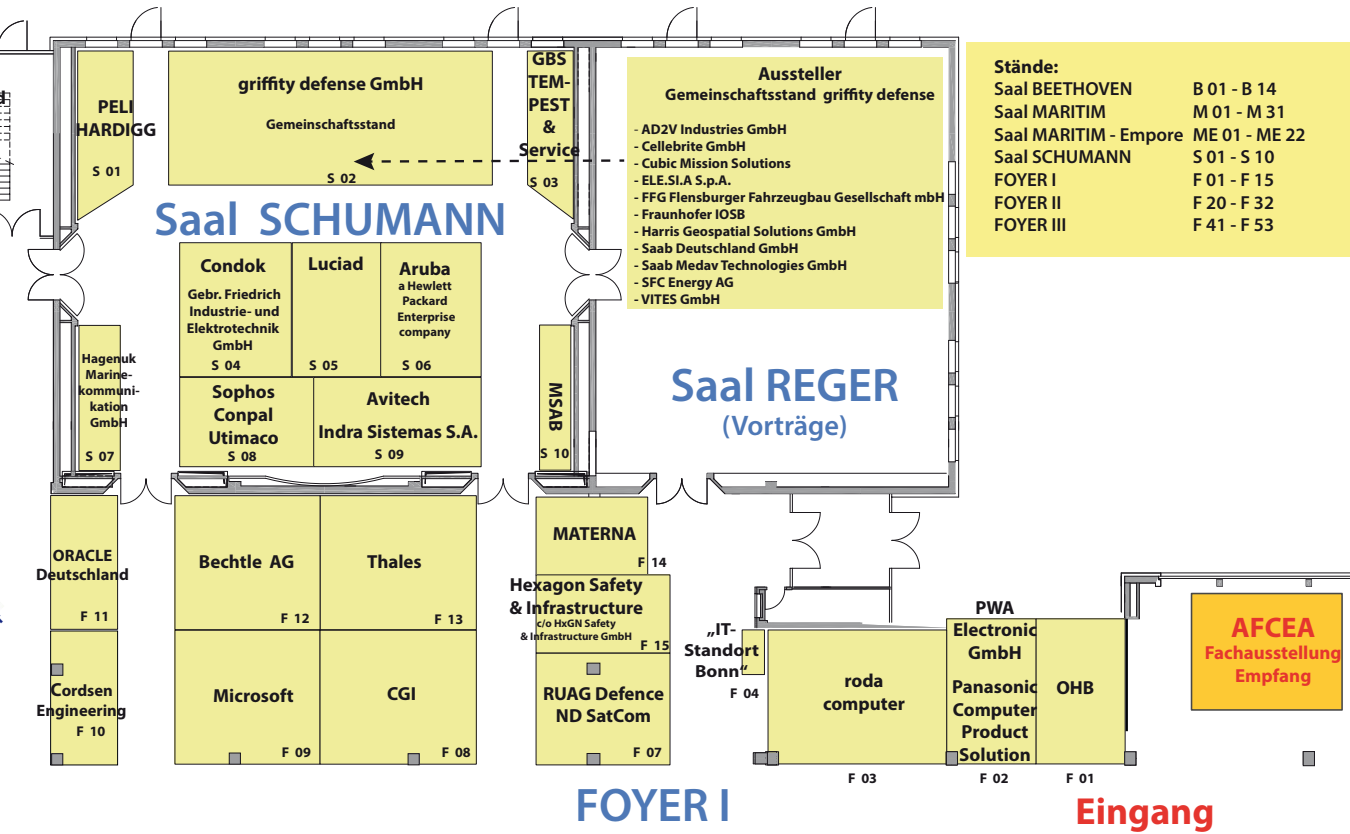 PELI
HARDIGG
S 01
griffity defense GmbH
Gemeinschaftsstand
S 02
GBS
TEM-
PEST
&
Service
S 03
Aussteller
Gemeinschaftsstand griffity defense
- AD2V Industries GmbH
- Cellebrite GmbH
- Cubic Mission Solutions
- ELE.SI.A S.p.A.
- FFG Flensburger Fahrzeugbau Gesellschaft mbH
- Fraunhofer IOSB
- Harris Geospatial Solutions GmbH
- Saab Deutschland GmbH
- Saab Medav Technologies GmbH
- SFC Energy AG
- VITES GmbH
Stände:
Saal BEETHOVEN B 01 - B 14
Saal MARITIM M 01 - M 31
Saal MARITIM - Empore ME 01 - ME 22
Saal SCHUMANN S 01 - S 10
FOYER I F 01 - F 15
FOYER II F 20 - F 32
FOYER III F 41 - F 53
Saal SCHUMANN
Condok
Gebr. Friedrich
Industrie- und
Elektrotechnik
GmbH
S 04
Luciad
S 05
Aruba
a Hewlett
Packard
Enterprise
company
S 06
Hagenuk
Marine-
kommuni-
kation
GmbH
S 07
Sophos
Conpal
Utimaco
S 08
Avitech
Indra Sistemas S.A.
S 09
MSAB
S 10
Saal REGER
(Vorträge)
ORACLE
Deutschland
F 11
Bechtle AG
F 12
Thales
F 13
MATERNA
F 14
Hexagon Safety
& Infrastructure
c/o HxGN Safety
& Infrastructure GmbH
F 15
Cordsen
Engineering
F 10
Microsoft
F 09
CGI
F 08
RUAG Defence
ND SatCom
F 07
„IT-
Standort
Bonn“
F 04
roda
computer
F 03
PWA
Electronic
GmbH
Panasonic
Computer
Product
Solution
F 02
OHB
F 01
AFCEA
Fachausstellung
Empfang
FOYER I
Eingang